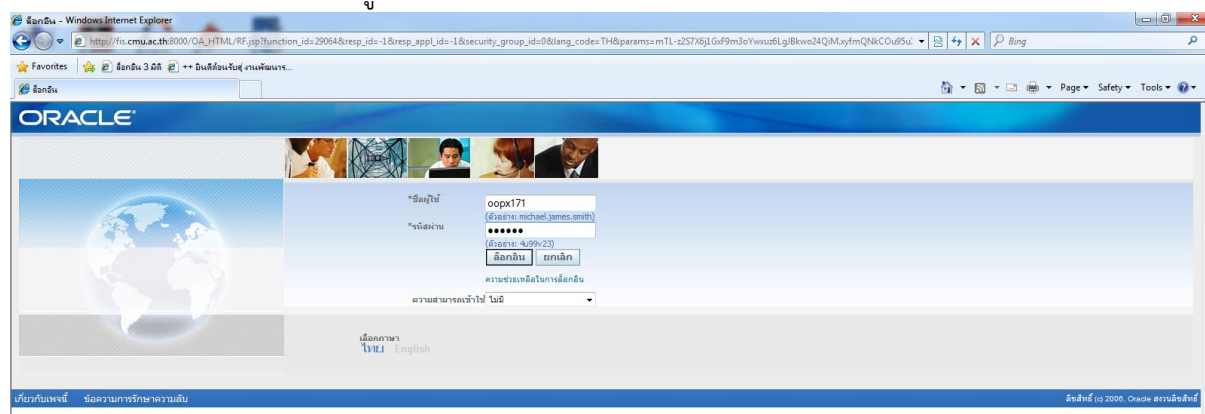 ล็อกอิน - Windows Internet Explorer
http://fis.cmu.ac.th:8000/OA_HTML/RF.jsp?function_id=29064&resp_id=-1&resp_appl_id=-1&security_group_id=0&lang_code=TH&params=mTL-z2S7X6j1GxF9m3oYwxuz6LgJBkwo24QiM.xyfmQNkCOu95u
Bing
Favorites ล็อกอิน 3 มิติ
ล็อกอิน
Page Safety Tools
ORACLE
*ชื่อผู้ใช้ oopx171
(ตัวอย่าง: michael.james.smith)
*รหัสผ่าน ••••••
(ตัวอย่าง: 4u99v23)
ล็อกอิน ยกเลิก
ความช่วยเหลือในการล็อกอิน
ความสามารถเข้าใช้ ไม่มี
เลือกภาษา
ไทย English
เกี่ยวกับเพจนี้ ข้อความการรักษาความลับ ลิขสิทธิ์ (c) 2006, Oracle สงวนลิขสิทธิ์